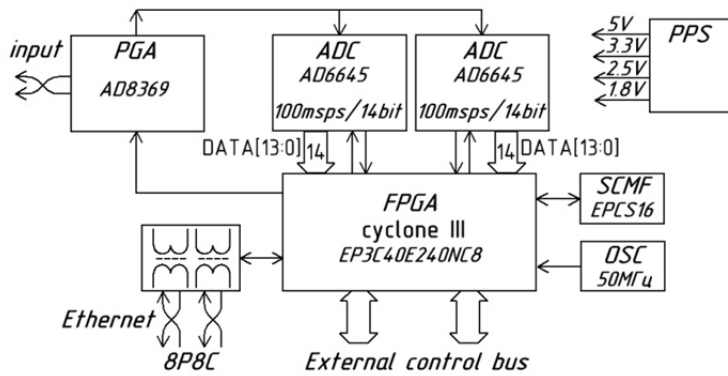 input
PGA
AD8369
ADC
AD6645
100msps/14bit
ADC
AD6645
100msps/14bit
5V
3.3V
2.5V
1.8V
PPS
DATA[13:0]
14
14
DATA[13:0]
FPGA
cyclone III
EP3C40E240NC8
SCMF
EPCS16
OSC
50МГц
Ethernet
8P8C
External control bus